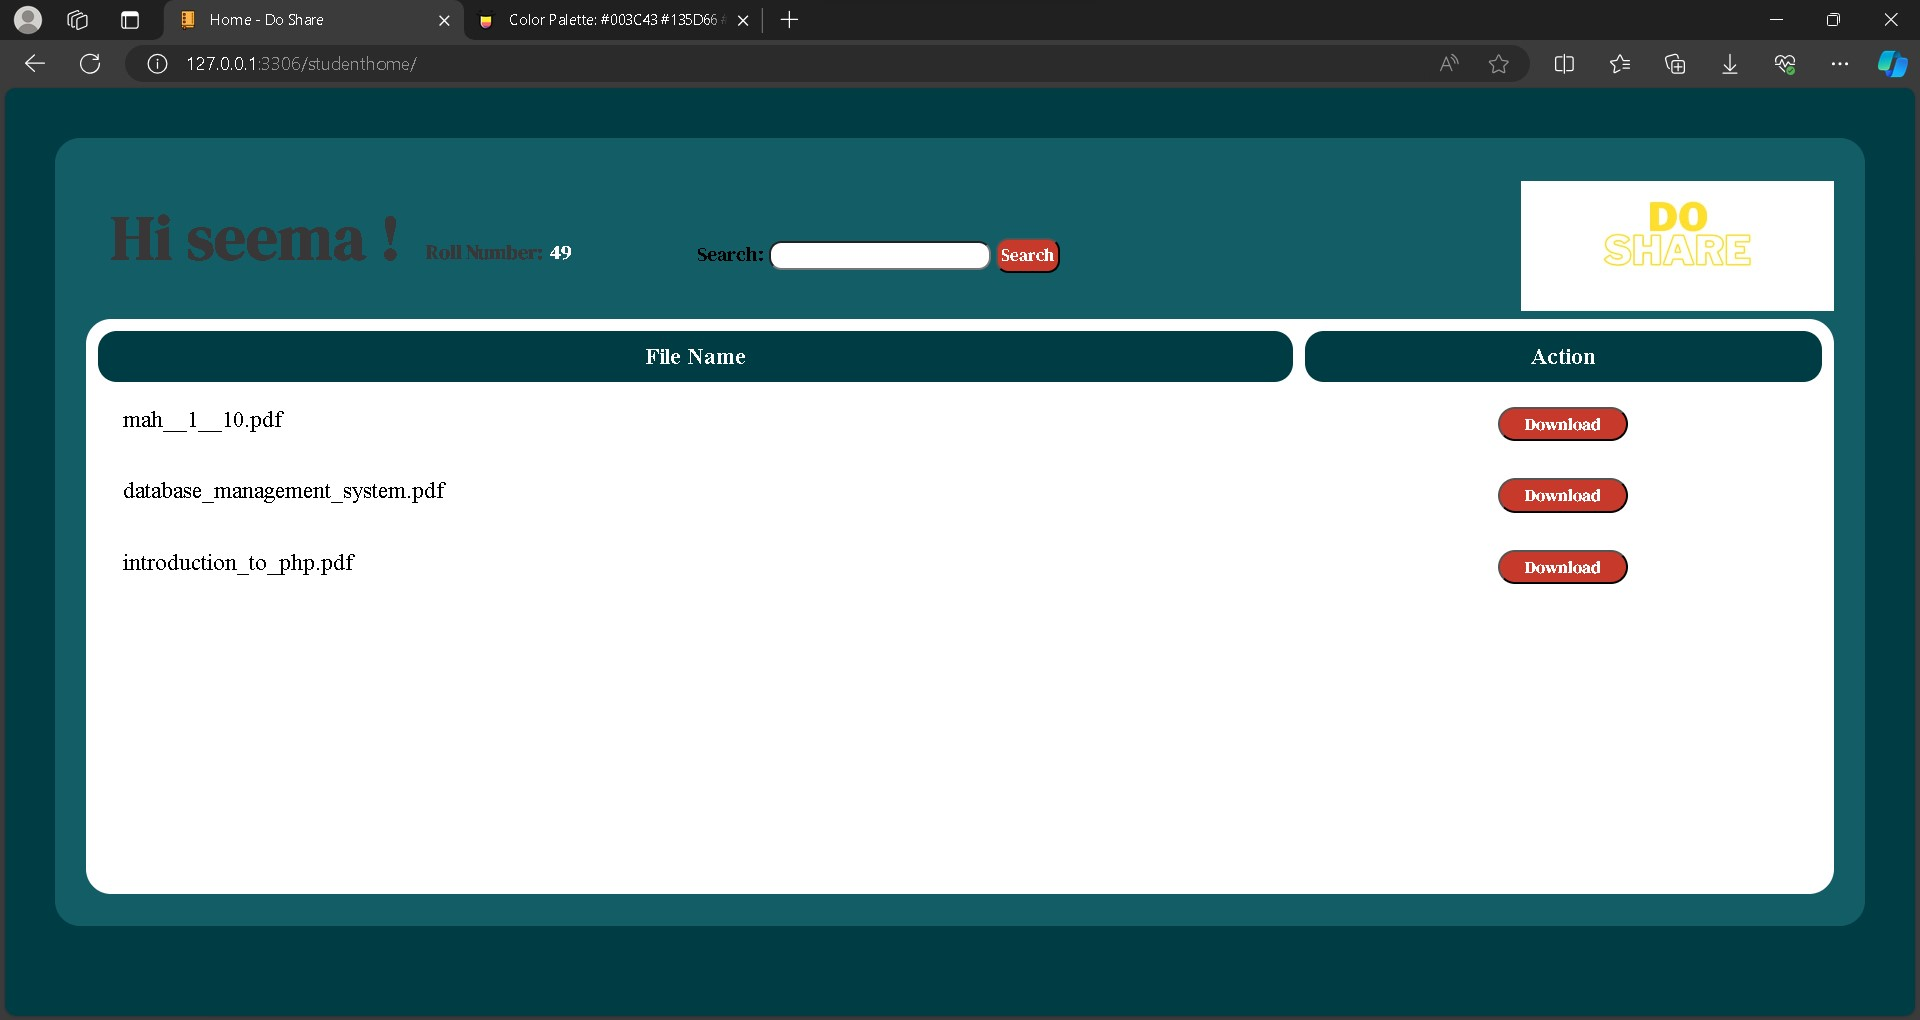 Home - Do Share
Color Palette: #003C43 #135D66
127.0.0.1:3306/studenthome/
Hi seema !
Roll Number: 49
Search:
Search
DO
SHARE
File Name
Action
mah__1__10.pdf
Download
database_management_system.pdf
Download
introduction_to_php.pdf
Download